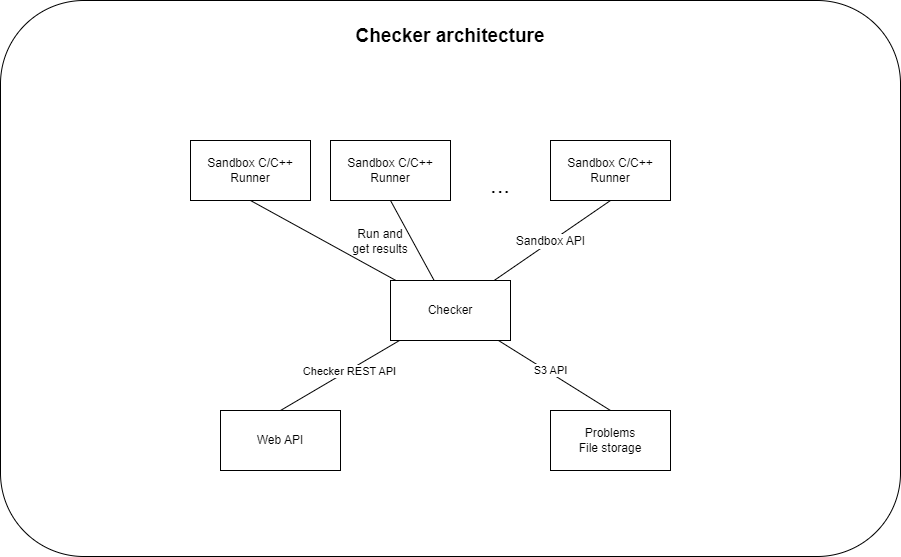 Checker architecture
Sandbox C/C++
Runner
Sandbox C/C++
Runner
...
Sandbox C/C++
Runner
Run and
get results
Sandbox API
Checker
Checker REST API
S3 API
Web API
Problems
File storage